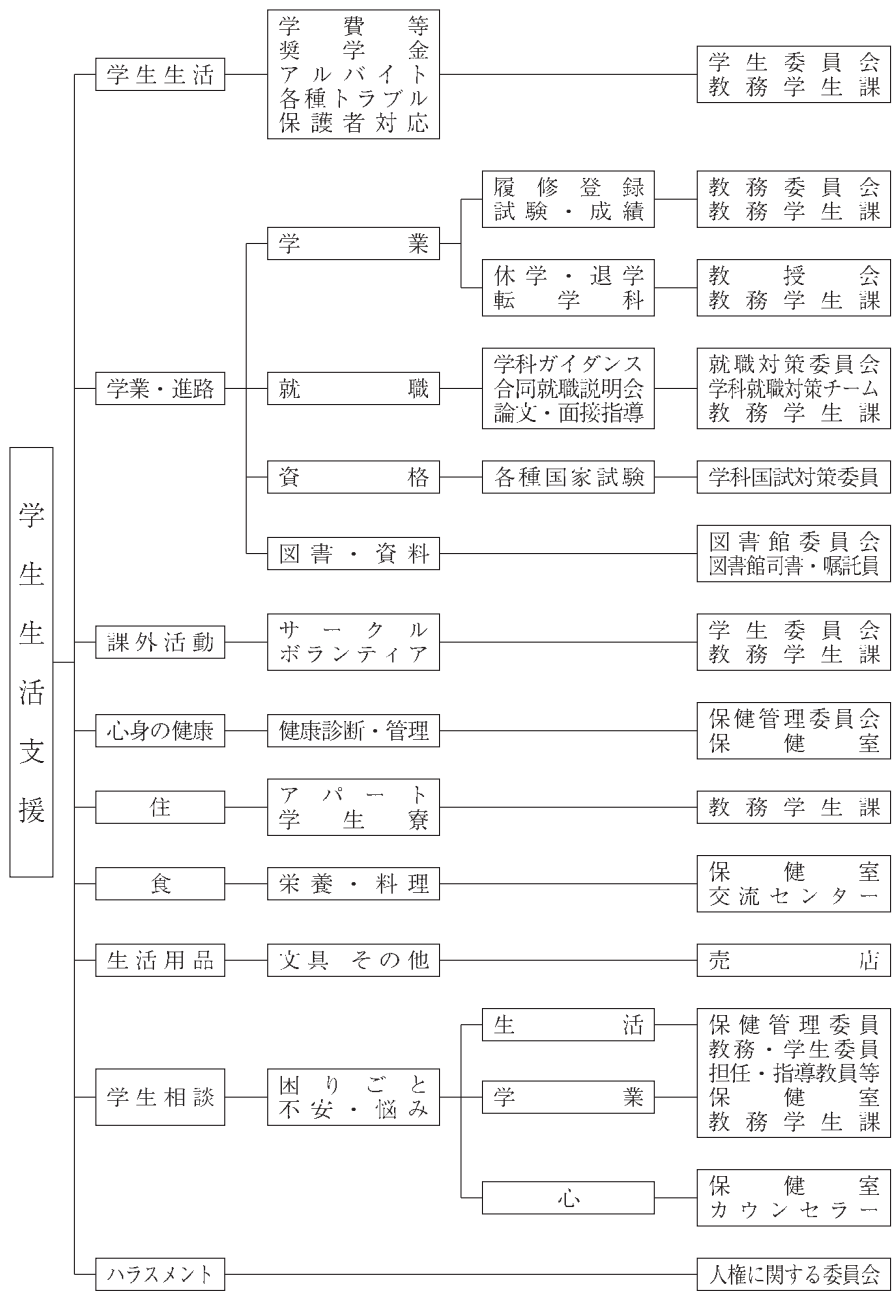 学生生活支援
学生生活
学費等
奨学金
アルバイト
各種トラブル
保護者対応
学生委員会
教務学生課
学業・進路
学業
履修登録
試験・成績
教務委員会
教務学生課
休学・退学
転学科
教授会
教務学生課
就職
学科ガイダンス
合同就職説明会
論文・面接指導
就職対策委員会
学科就職対策チーム
教務学生課
資格
各種国家試験
学科国試対策委員
図書・資料
図書館委員会
図書館司書・嘱託員
課外活動
サークル
ボランティア
学生委員会
教務学生課
心身の健康
健康診断・管理
保健管理委員会
保健室
住
アパート
学生寮
教務学生課
食
栄養・料理
保健室
交流センター
生活用品
文具 その他
売店
学生相談
困りごと
不安・悩み
生活
学業
保健管理委員
教務・学生委員
担任・指導教員等
保健室
教務学生課
心
保健室
カウンセラー
ハラスメント
人権に関する委員会